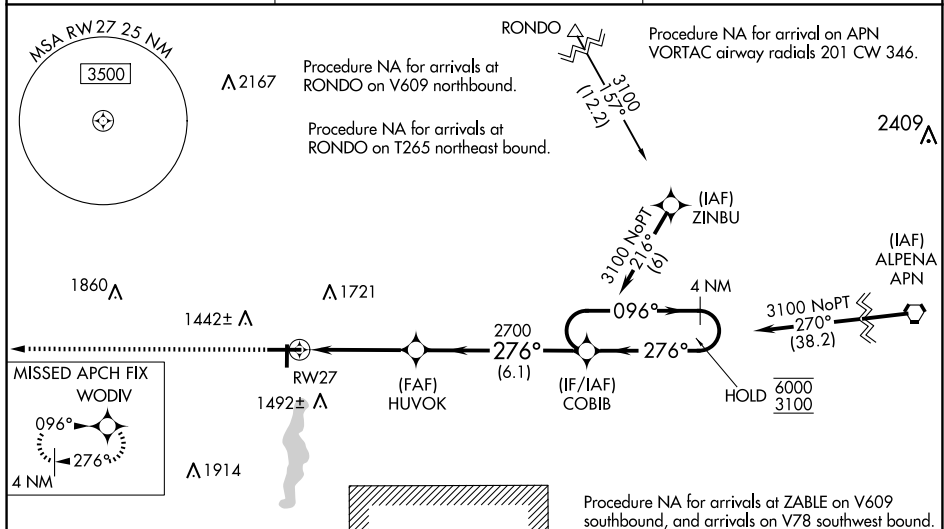 MSA RW27 25 NM
3500
2167
Procedure NA for arrivals at
RONDO on V609 northbound.
Procedure NA for arrivals at
RONDO on T265 northeast bound.
RONDO
3100
157°
(12.2)
Procedure NA for arrival on APN
VORTAC airway radials 201 CW 346.
2409
(IAF)
ZINBU
3100 NoPT
216°
(6)
(IAF)
ALPENA
APN
1860
1721
1442±
4 NM
096°
3100 NoPT
270°
(38.2)
2700
276°
(6.1)
276°
RW27
(FAF)
HUVOK
(IF/IAF)
COBIB
HOLD
6000
3100
1492±
MISSED APCH FIX
WODIV
096°
276°
4 NM
1914
Procedure NA for arrivals at ZABLE on V609
southbound, and arrivals on V78 southwest bound.